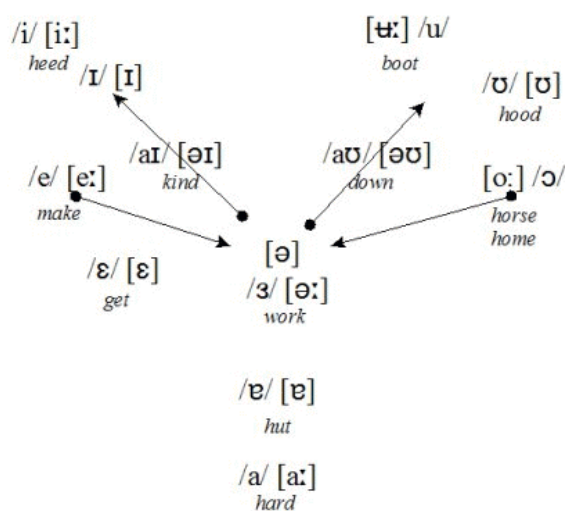 /i/ [iː]
heed
/ɪ/ [ɪ]
[ʉː] /u/
boot
/ʊ/ [ʊ]
hood
/aɪ/ [əɪ]
kind
/aʊ/ [əʊ]
down
/e/ [eː]
make
[oː] /ɔ/
horse
home
/ɛ/ [ɛ]
get
[ə]
/ɜ/ [əː]
work
/ɐ/ [ɐ]
hut
/a/ [aː]
hard